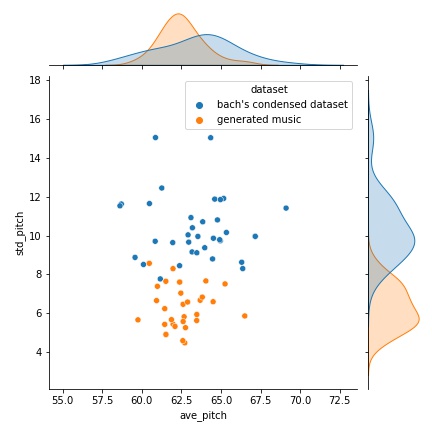 18
dataset
bach's condensed dataset
generated music
16
14
12
std_pitch
10
8
6
4
55.0 57.5 60.0 62.5 65.0 67.5 70.0 72.5
ave_pitch